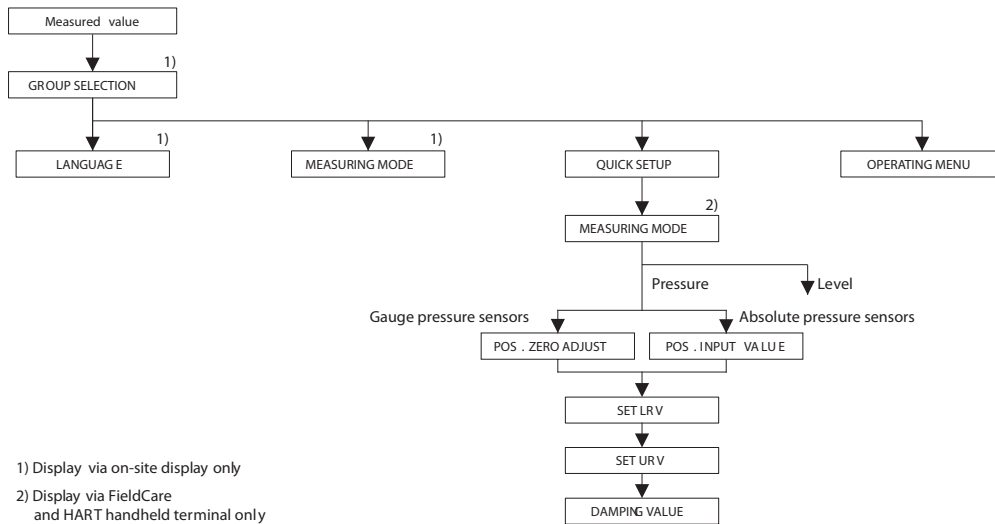 Measured value
1)
GROUP SELECTION
1)
1)
LANGUAGE
MEASURING MODE
QUICK SETUP
OPERATING MENU
2)
MEASURING MODE
Pressure
Level
Gauge pressure sensors
Absolute pressure sensors
POS. ZERO ADJUST
POS. INPUT VALUE
SET LRV
SET URV
DAMPING VALUE
1) Display via on-site display only
2) Display via FieldCare
and HART handheld terminal only